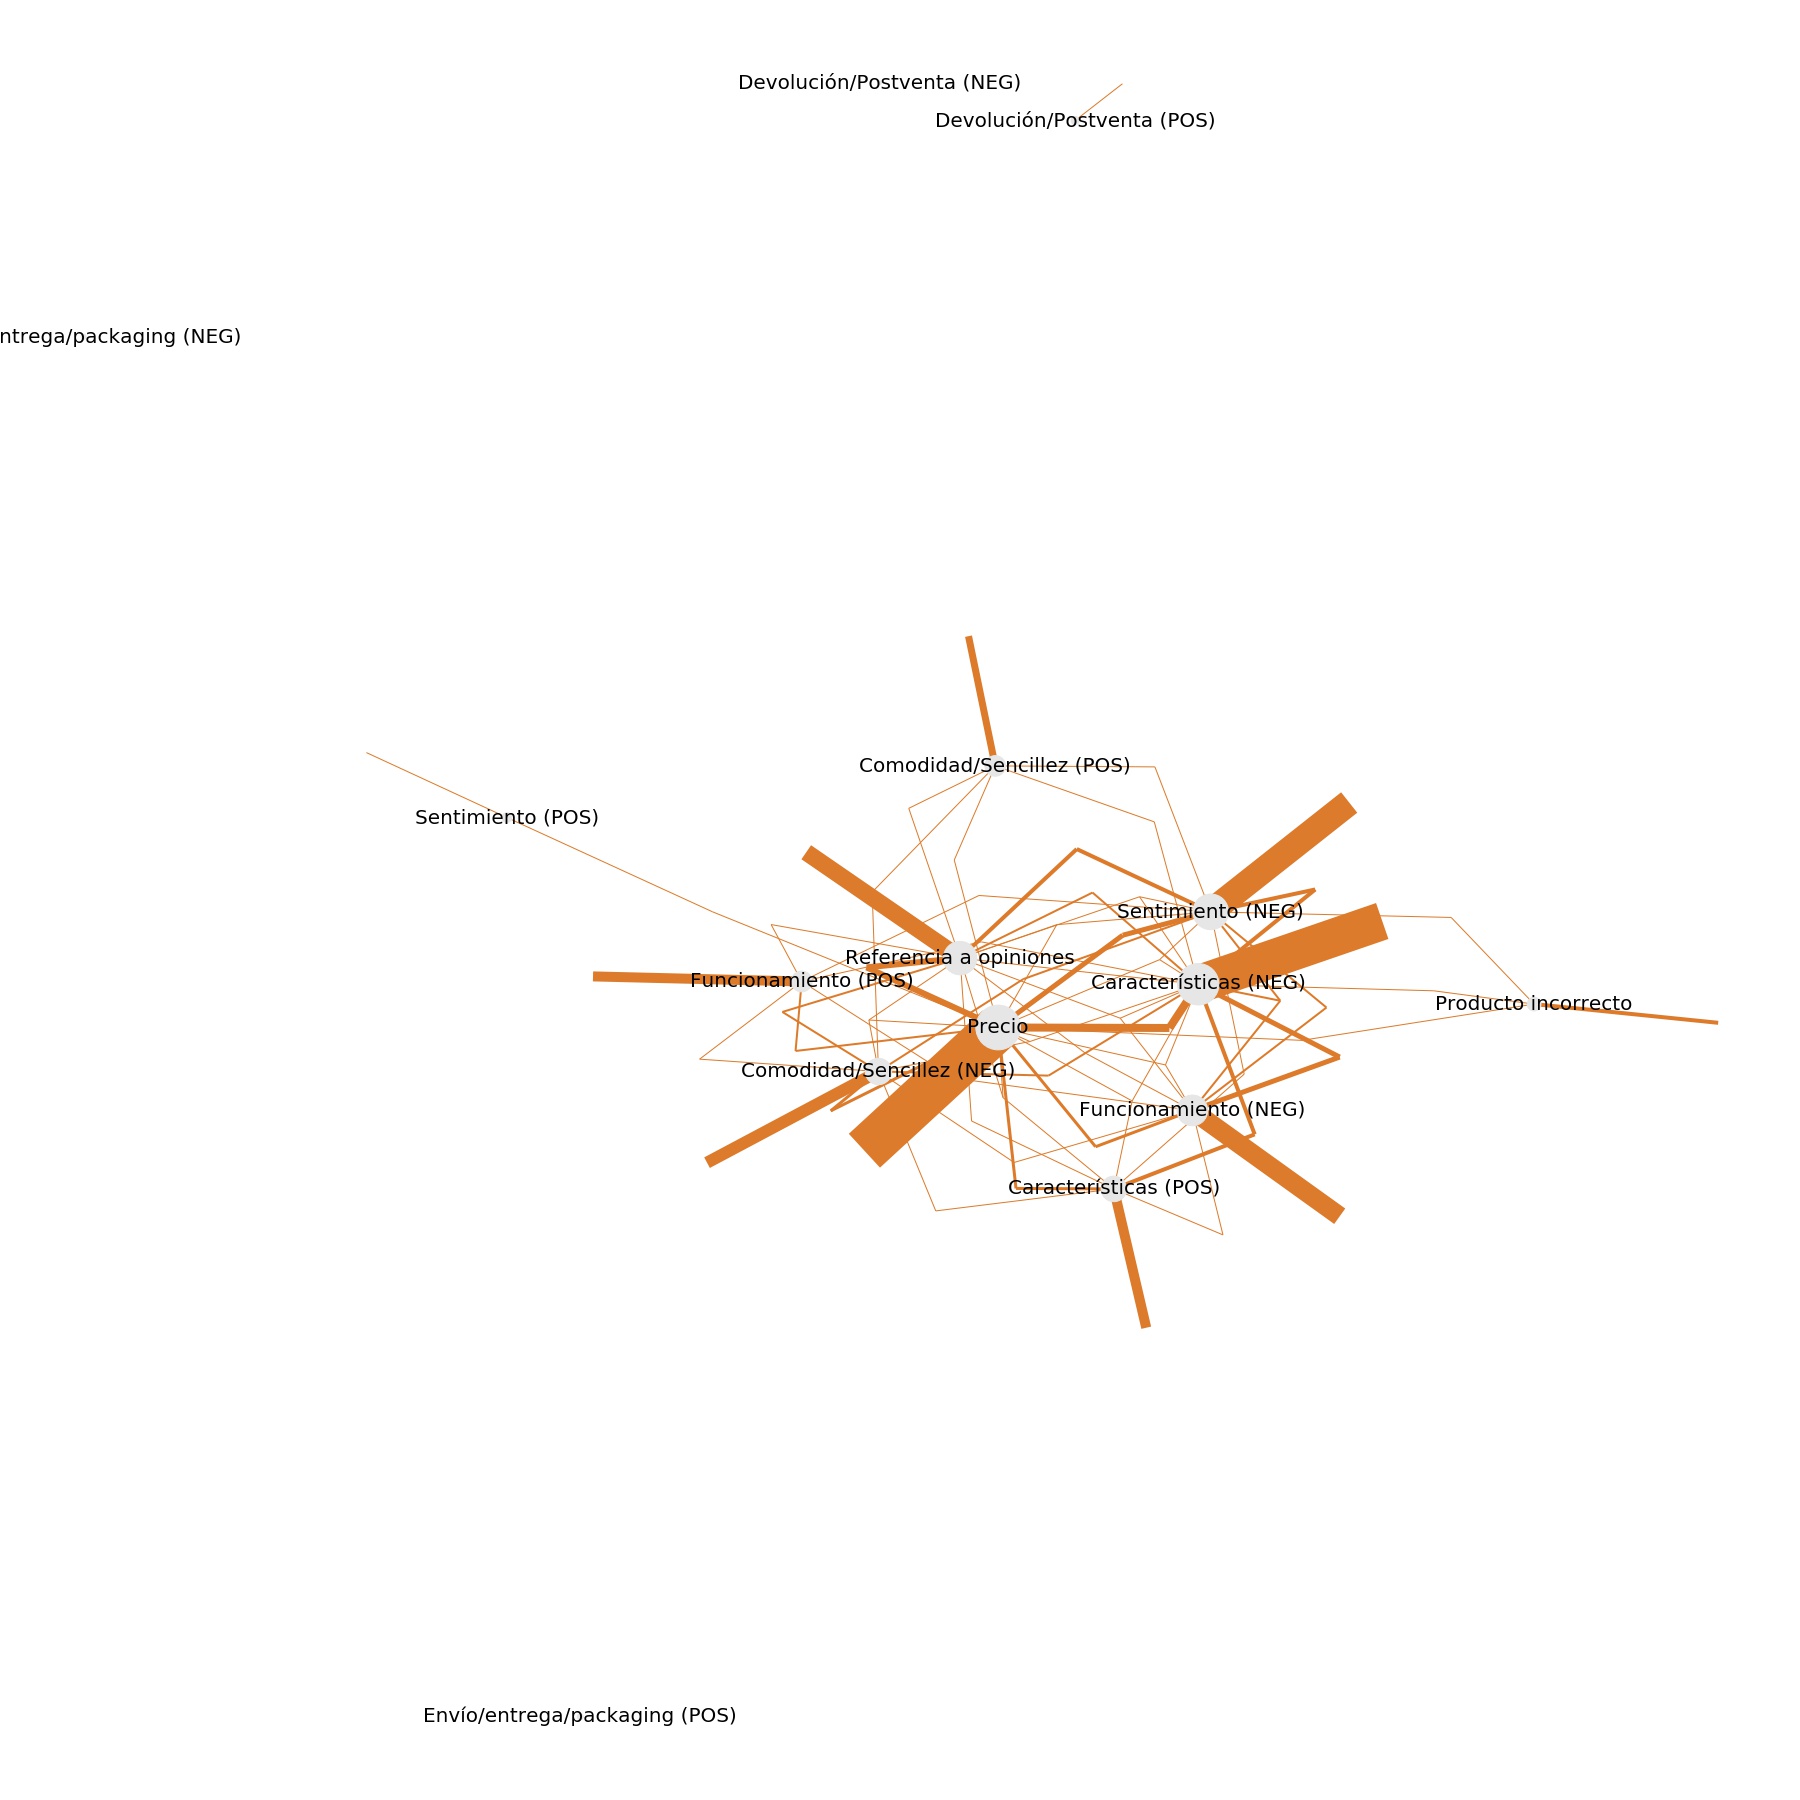 Devolución/Postventa (NEG)
Devolución/Postventa (POS)
ntrega/packaging (NEG)
Comodidad/Sencillez (POS)
Sentimiento (POS)
Sentimiento (NEG)
Referencia a opiniones
Funcionamiento (POS)
Características (NEG)
Producto incorrecto
Precio
Comodidad/Sencillez (NEG)
Funcionamiento (NEG)
Características (POS)
Envío/entrega/packaging (POS)